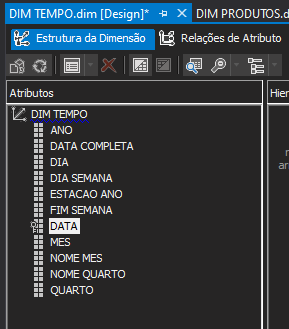 DIM TEMPO.dim [Design]*
DIM PRODUTOS.d
Estrutura da Dimensão
Relações de Atributo
Atributos
Hier
DIM TEMPO
ANO
DATA COMPLETA
DIA
DIA SEMANA
ESTACAO ANO
FIM SEMANA
DATA
MES
NOME MES
NOME QUARTO
QUARTO